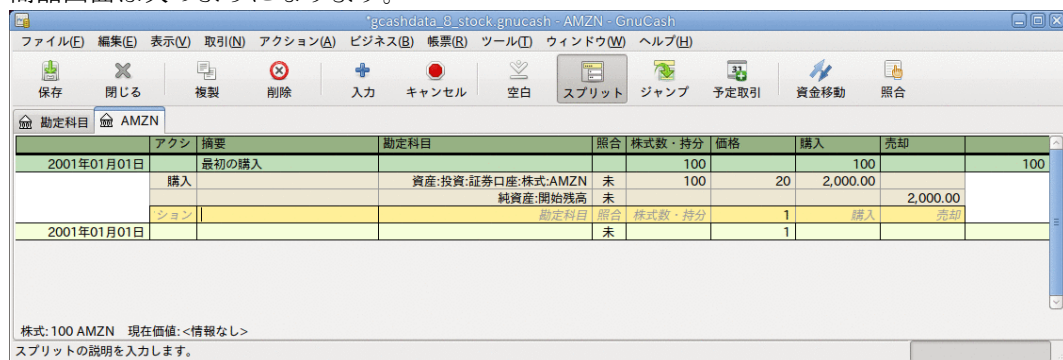 *gcashdata_8_stock.gnucash - AMZN - GnuCash
ファイル(F) 編集(E) 表示(V) 取引(N) アクション(A) ビジネス(B) 帳票(R) ツール(T) ウィンドウ(W) ヘルプ(H)
保存 閉じる 複製 削除 入力 キャンセル 空白 スプリット ジャンプ 予定取引 資金移動 照合
勘定科目 AMZN
アクシ 摘要 勘定科目 照合 株式数・持分 価格 購入 売却
2001年01月01日 最初の購入 100 100 100
購入 資産:投資:証券口座:株式:AMZN 未 100 20 2,000.00
純資産:開始残高 未 2,000.00
ション 勘定科目 照合 株式数・持分 1 購入 売却
2001年01月01日 未 1
株式: 100 AMZN 現在価値:<情報なし>
スプリットの説明を入力します。